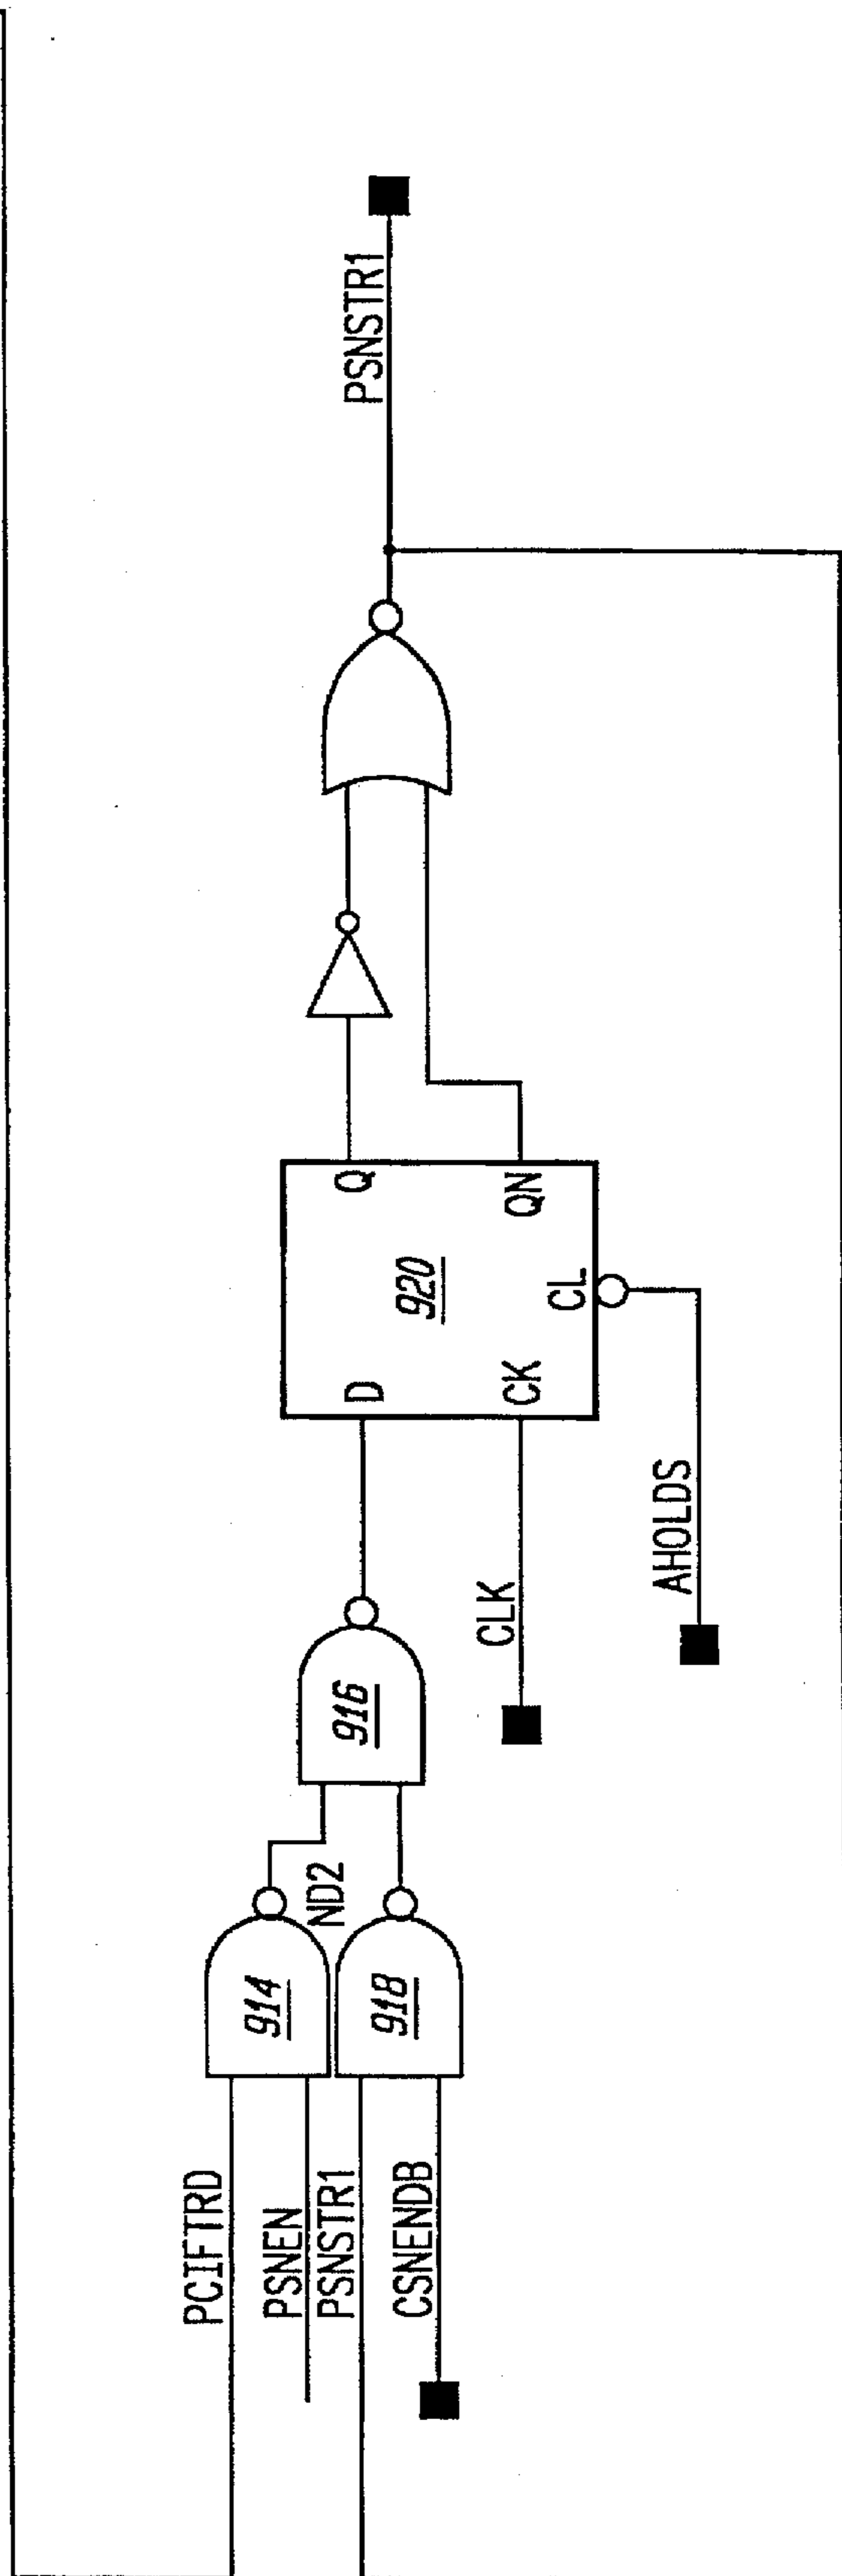 PCIFTRD
PSNEN
PSNSTR1
CSNENDB
914
ND2
918
916
CLK
AHOLDS
D
CK
920
CL
Q
QN
PSNSTR1